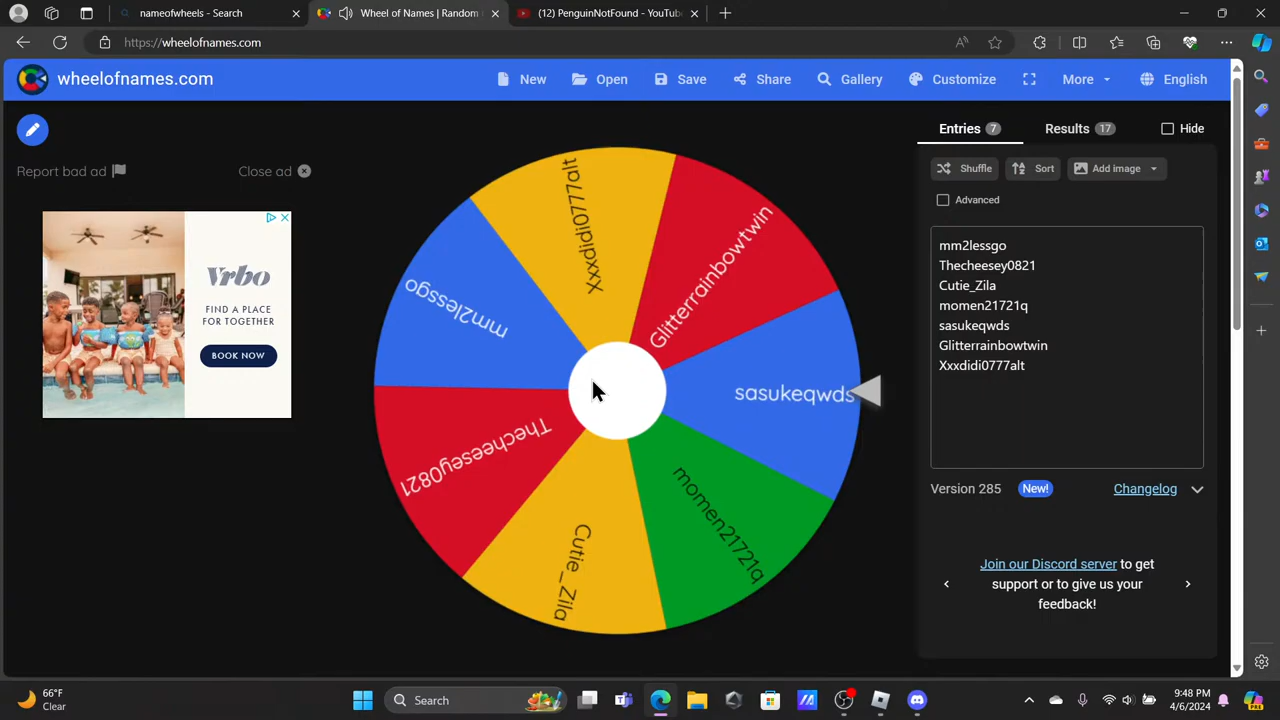 nameofwheels - Search
Wheel of Names | Random
(12) PenguinNotFound - YouTube
https://wheelofnames.com
wheelofnames.com
New
Open
Save
Share
Gallery
Customize
More
English
Report bad ad
Close ad
Vrbo
FIND A PLACE
FOR TOGETHER
BOOK NOW
Xxxdidi0777alt
Glitterrainbowtwin
sasukeqwds
momen21721q
Cutie_Zila
Thecheesey0821
mm2lessgo
Entries 7
Results 17
Hide
Shuffle
Sort
Add image
Advanced
mm2lessgo
Thecheesey0821
Cutie_Zila
momen21721q
sasukeqwds
Glitterrainbowtwin
Xxxdidi0777alt
Version 285 New! Changelog
Join our Discord server to get
support or to give us your
feedback!
66°F
Clear
Search
9:48 PM
4/6/2024